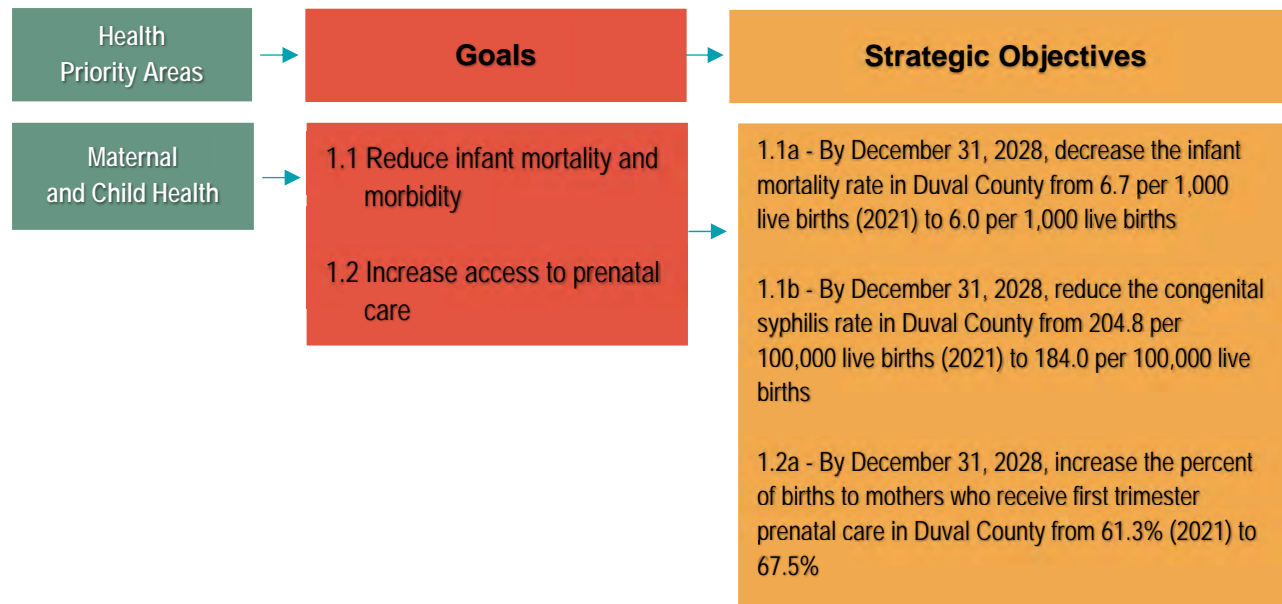 Health
Priority Areas
Goals
Strategic Objectives
Maternal
and Child Health
1.1 Reduce infant mortality and
morbidity
1.2 Increase access to prenatal
care
1.1a - By December 31, 2028, decrease the infant
mortality rate in Duval County from 6.7 per 1,000
live births (2021) to 6.0 per 1,000 live births
1.1b - By December 31, 2028, reduce the congenital
syphilis rate in Duval County from 204.8 per
100,000 live births (2021) to 184.0 per 100,000 live
births
1.2a - By December 31, 2028, increase the percent
of births to mothers who receive first trimester
prenatal care in Duval County from 61.3% (2021) to
67.5%